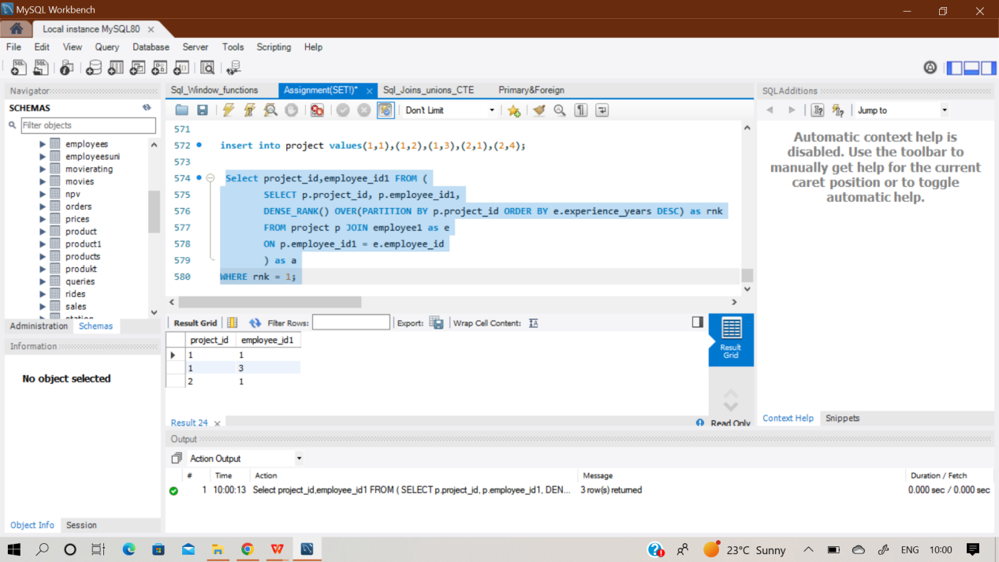 MySQL Workbench
Local instance MySQL80
File Edit View Query Database Server Tools Scripting Help
Navigator
SCHEMAS
Filter objects
employees
employeesuni
movierating
movies
npv
orders
prices
product
product1
products
produkt
queries
rides
sales
station
Administration Schemas
Information
No object selected
Object Info Session
Sql_Window_functions Assignment(SET!)* Sql_Joins_unions_CTE Primary&Foreign
Don't Limit
571
572 insert into project values(1,1),(1,2),(1,3),(2,1),(2,4);
573
574 Select project_id,employee_id1 FROM (
575 SELECT p.project_id, p.employee_id1,
576 DENSE_RANK() OVER(PARTITION BY p.project_id ORDER BY e.experience_years DESC) as rnk
577 FROM project p JOIN employee1 as e
578 ON p.employee_id1 = e.employee_id
579 ) as a
580 WHERE rnk = 1;
Result Grid Filter Rows: Export: Wrap Cell Content:
project_id employee_id1
1 1
1 3
2 1
Result Grid
Result 24
Read Only
Output
Action Output
# Time Action Message Duration / Fetch
1 10:00:13 Select project_id,employee_id1 FROM ( SELECT p.project_id, p.employee_id1, DEN... 3 row(s) returned 0.000 sec / 0.000 sec
SQLAdditions
Jump to
Automatic context help is
disabled. Use the toolbar to
manually get help for the current
caret position or to toggle
automatic help.
Context Help Snippets
23°C Sunny ENG 10:00